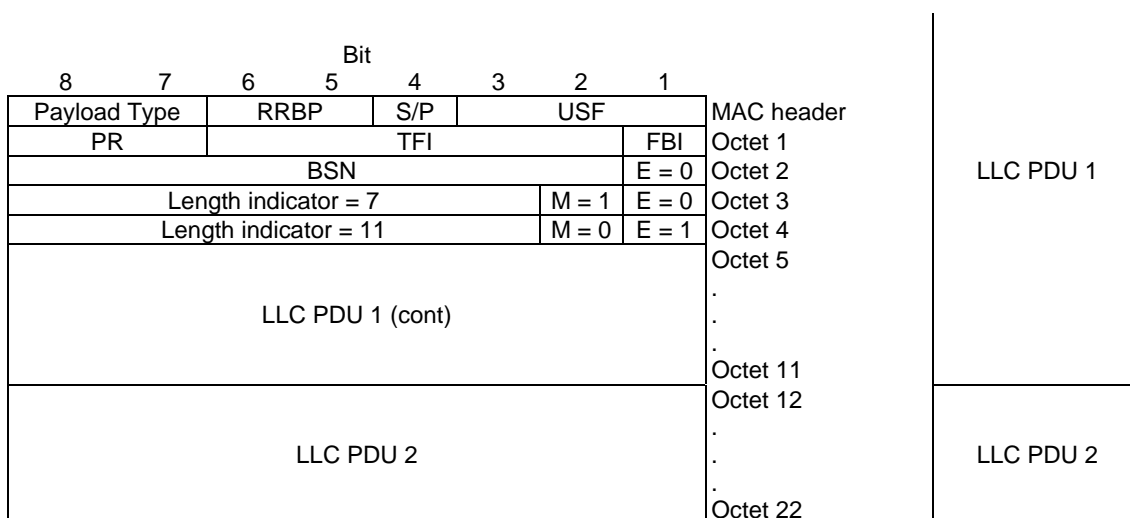 Bit
8 7 6 5 4 3 2 1
Payload Type RRBP S/P USF MAC header
PR TFI FBI Octet 1
BSN E = 0 Octet 2 LLC PDU 1
Length indicator = 7 M = 1 E = 0 Octet 3
Length indicator = 11 M = 0 E = 1 Octet 4
Octet 5
.
LLC PDU 1 (cont) .
.
Octet 11
Octet 12
.
LLC PDU 2 . LLC PDU 2
.
Octet 22